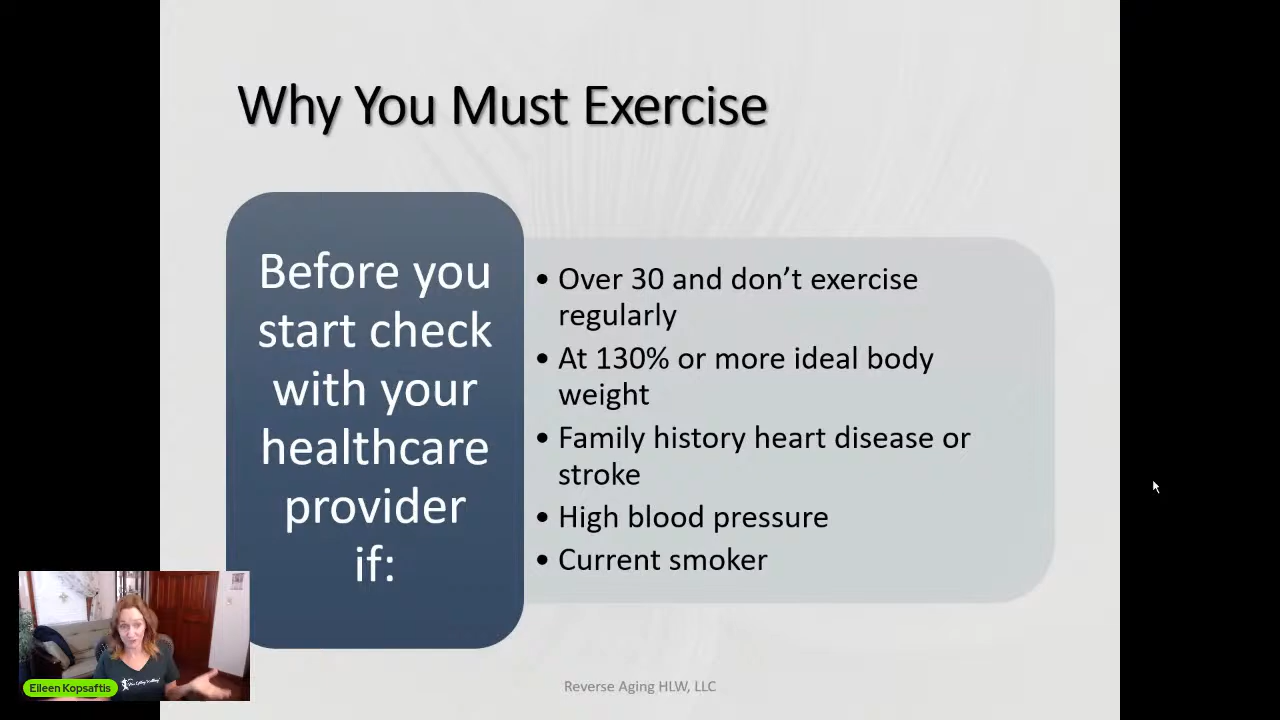 Why You Must Exercise
Before you
start check
with your
healthcare
provider
if:
• Over 30 and don’t exercise
regularly
• At 130% or more ideal body
weight
• Family history heart disease or
stroke
• High blood pressure
• Current smoker
Eileen Kopsaftis
Reverse Aging HLW, LLC